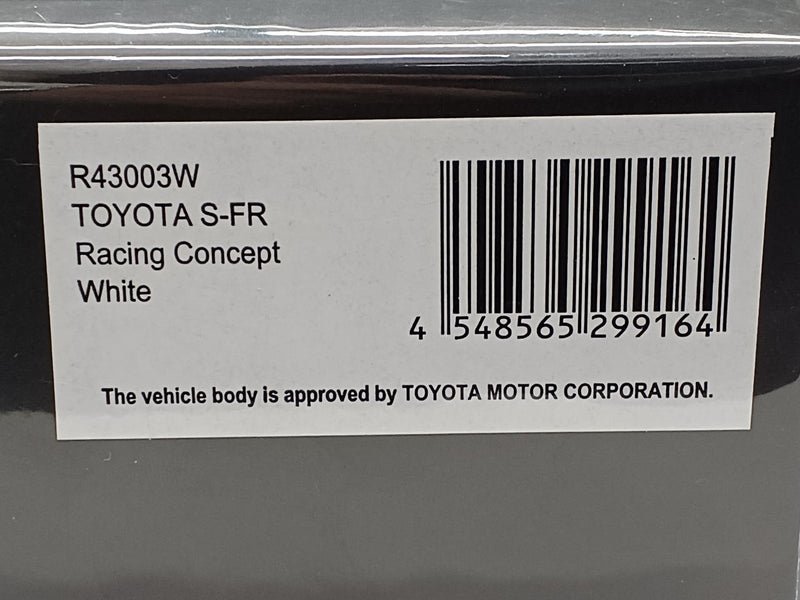 R43003W
TOYOTA S-FR
Racing Concept
White
4 548565 299164
The vehicle body is approved by TOYOTA MOTOR CORPORATION.